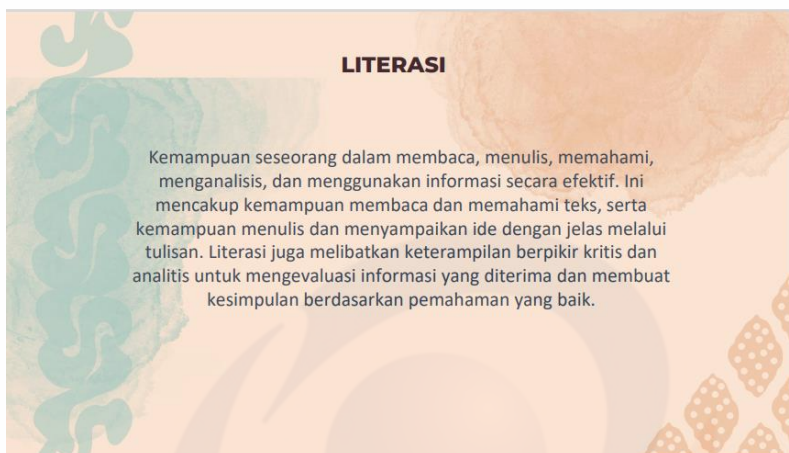 LITERASI
Kemampuan seseorang dalam membaca, menulis, memahami,
menganalisis, dan menggunakan informasi secara efektif. Ini
mencakup kemampuan membaca dan memahami teks, serta
kemampuan menulis dan menyampaikan ide dengan jelas melalui
tulisan. Literasi juga melibatkan keterampilan berpikir kritis dan
analitis untuk mengevaluasi informasi yang diterima dan membuat
kesimpulan berdasarkan pemahaman yang baik.